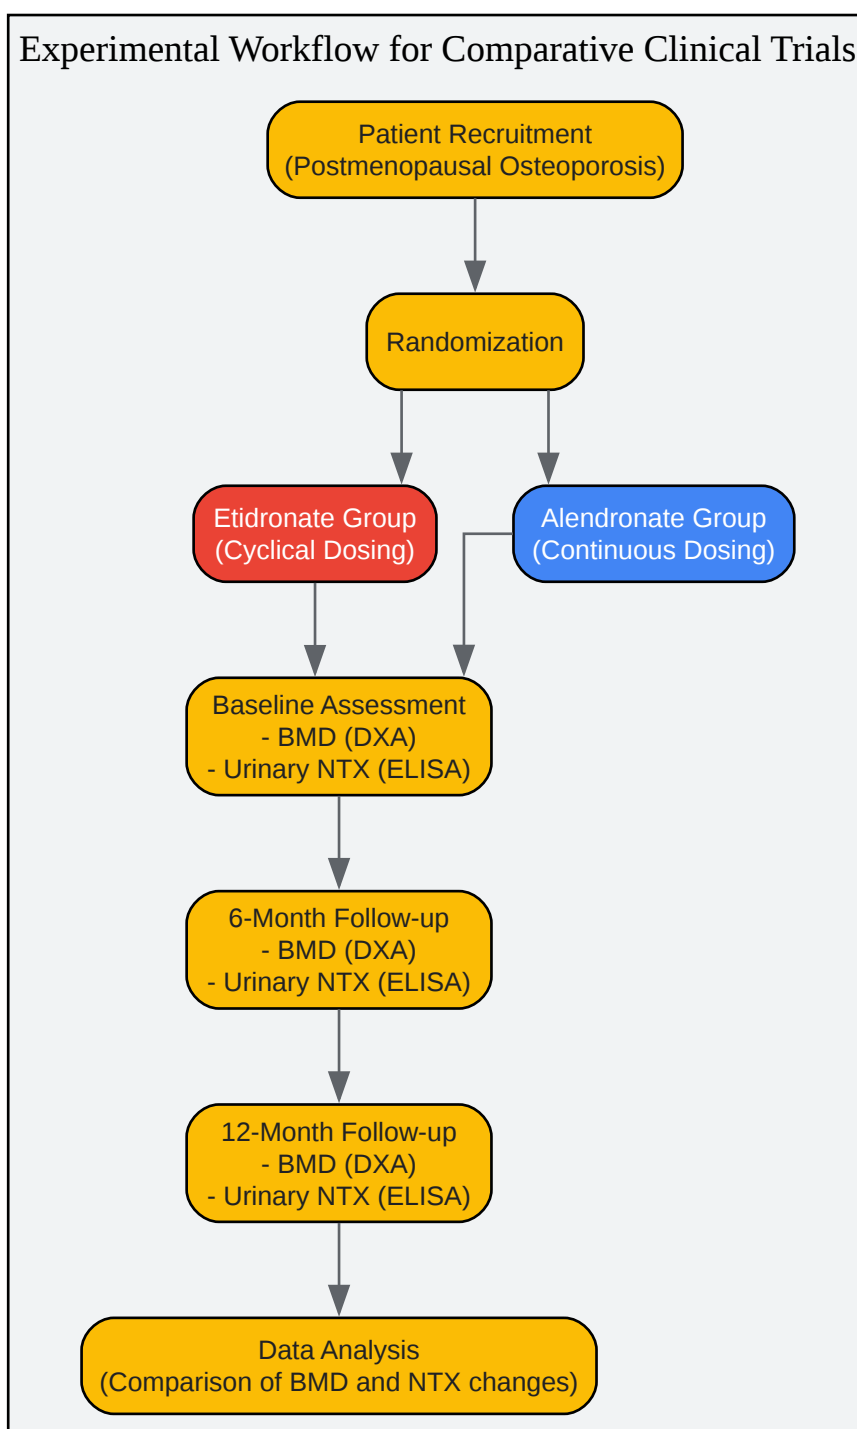 Experimental Workflow for Comparative Clinical Trials
Patient Recruitment
(Postmenopausal Osteoporosis)
Randomization
Etidronate Group
(Cyclical Dosing)
Alendronate Group
(Continuous Dosing)
Baseline Assessment
- BMD (DXA)
- Urinary NTX (ELISA)
6-Month Follow-up
- BMD (DXA)
- Urinary NTX (ELISA)
12-Month Follow-up
- BMD (DXA)
- Urinary NTX (ELISA)
Data Analysis
(Comparison of BMD and NTX changes)